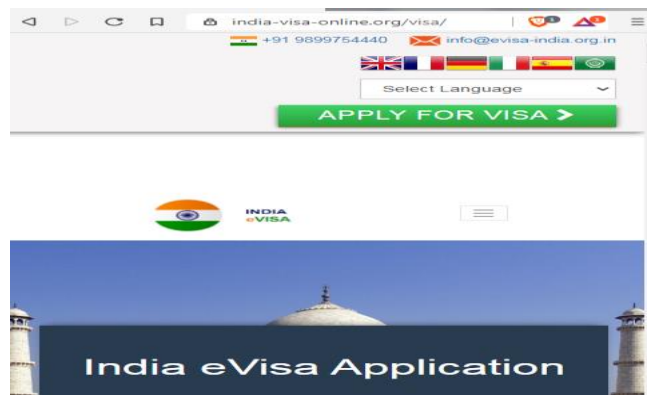 india-visa-online.org/visa/
+91 9899754440 info@evisa-india.org.in
Select Language
APPLY FOR VISA >
INDIA
eVISA
India eVisa Application